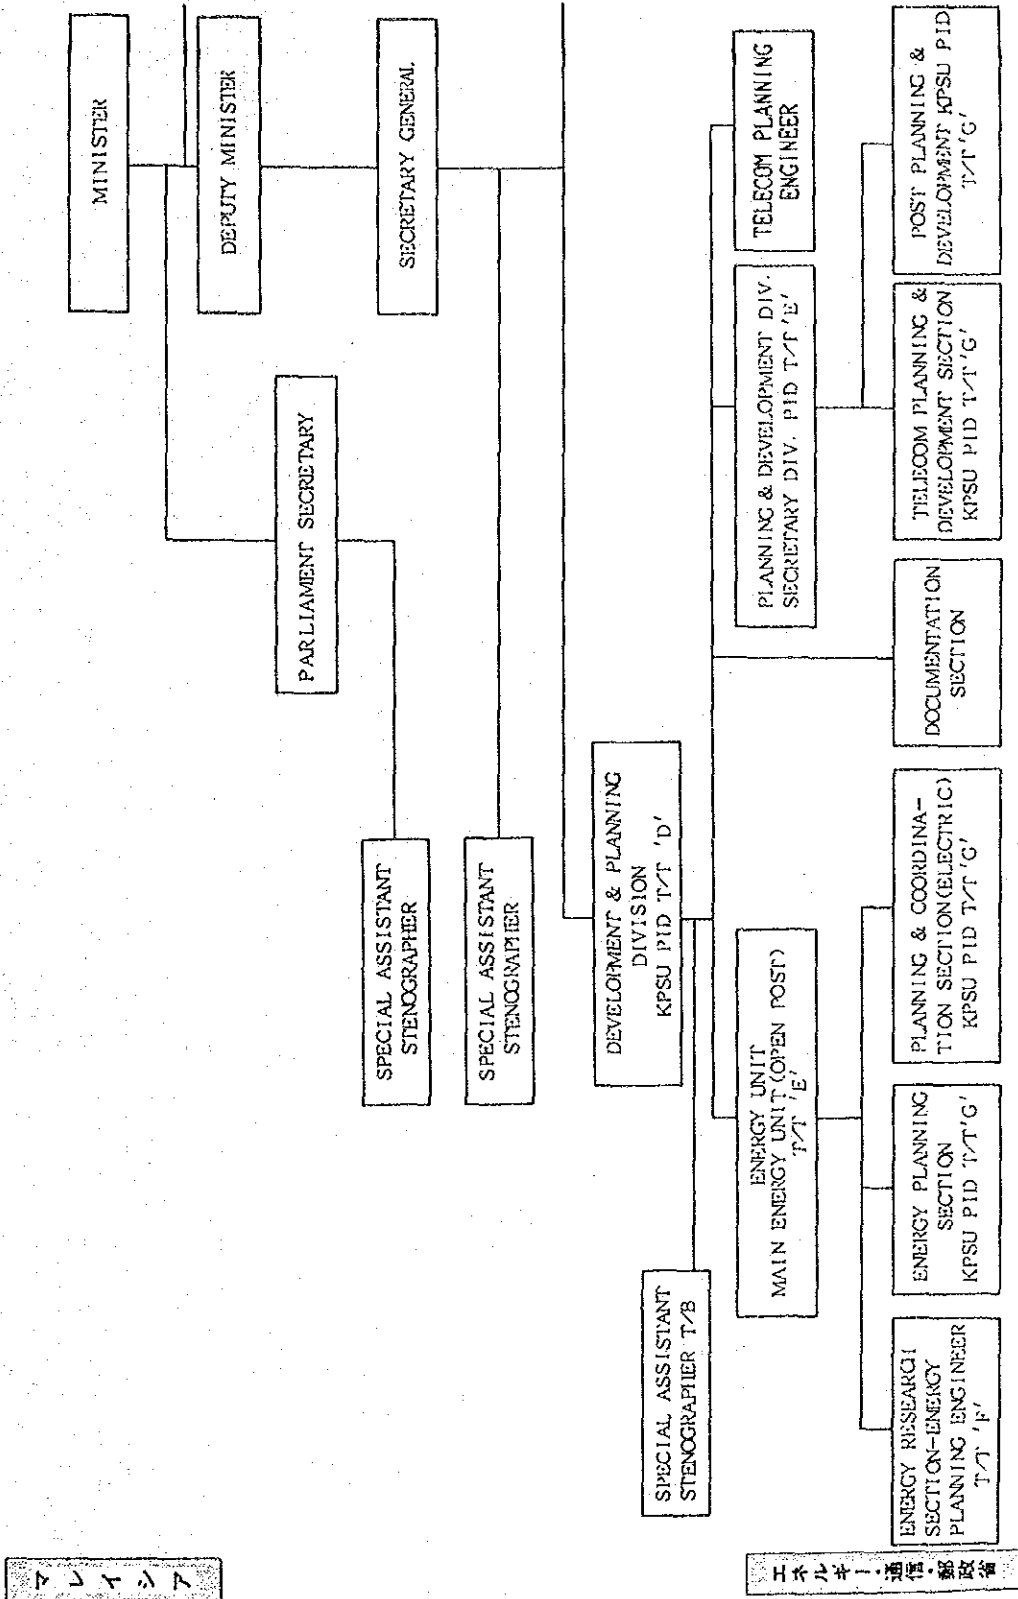 マレイシア
エネルギー・通信・郵政省
MINISTER
DEPUTY MINISTER
SECRETARY GENERAL
PARLIAMENT SECRETARY
SPECIAL ASSISTANT
STENOGRAPHER
SPECIAL ASSISTANT
STENOGRAPHER
DEVELOPMENT & PLANNING
DIVISION
KPSU PID T/T 'D'
SPECIAL ASSISTANT
STENOGRAPHER T/B
ENERGY UNIT
MAIN ENERGY UNIT(OPEN POST)
T/T 'E'
PLANNING & DEVELOPMENT DIV.
SECRETARY DIV. PID T/T 'E'
TELECOM PLANNING
ENGINEER
ENERGY RESEARCH
SECTION-ENERGY
PLANNING ENGINEER
T/T 'F'
ENERGY PLANNING
SECTION
KPSU PID T/T'G'
PLANNING & COORDINA-
TION SECTION(ELECTRIC)
KPSU PID T/T'G'
DOCUMENTATION
SECTION
TELECOM PLANNING &
DEVELOPMENT SECTION
KPSU PID T/T'G'
POST PLANNING &
DEVELOPMENT KPSU PID
T/T'G'